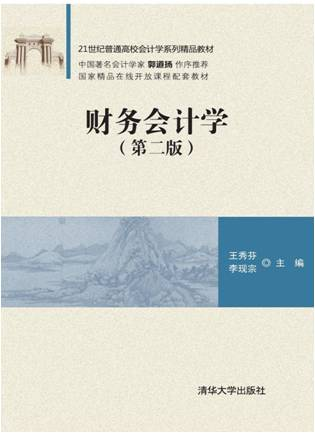 21世纪普通高校会计学系列精品教材
中国著名会计学家 郭道扬 作序推荐
国家精品在线开放课程配套教材
财务会计学
（第二版）
王秀芬
李现宗 ◎ 主 编
清华大学出版社